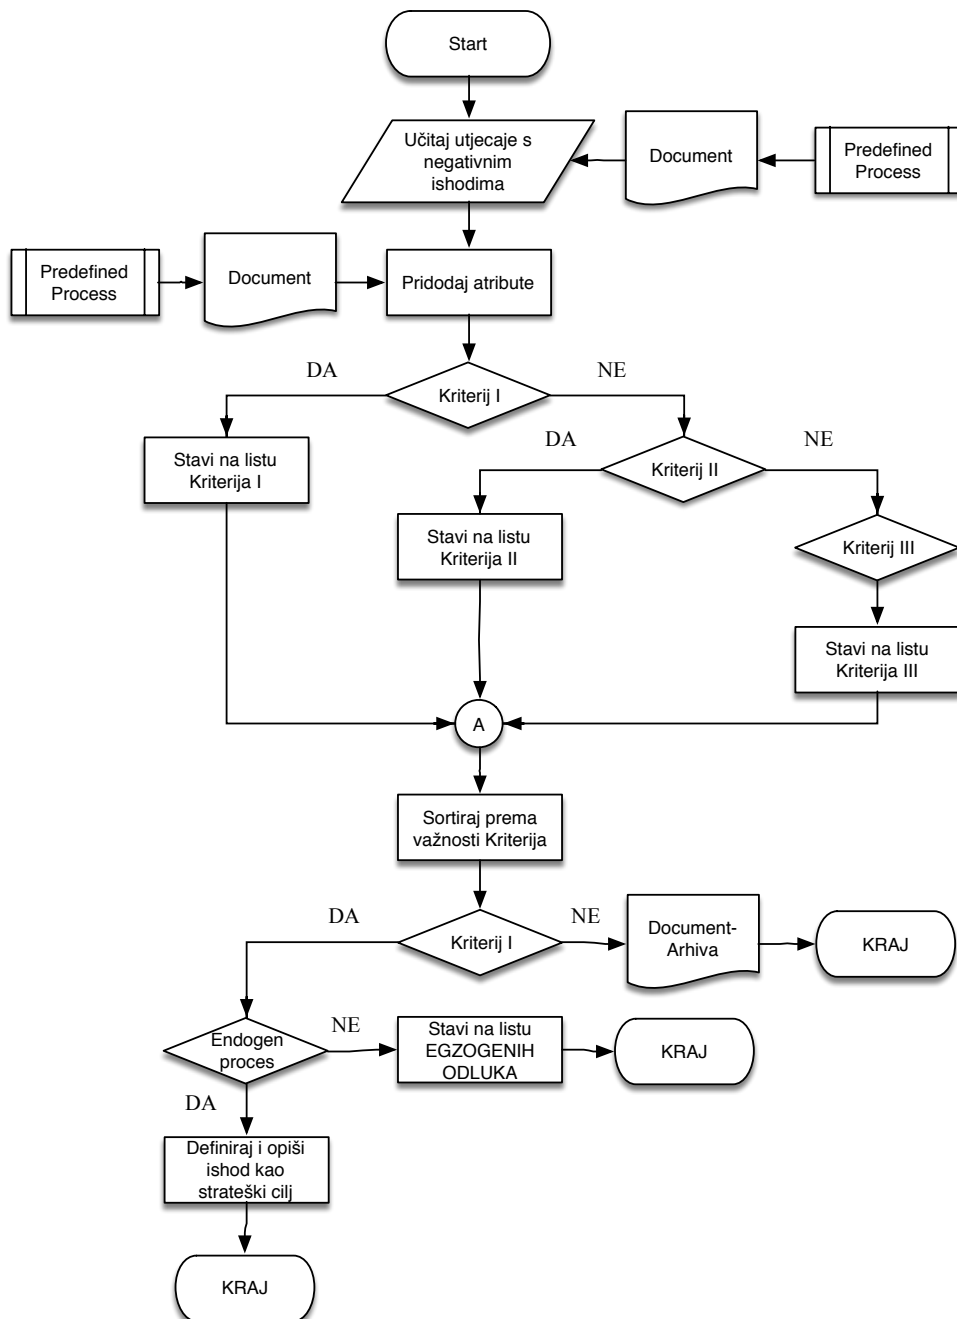 Start
Učitaj utjecaje s
negativnim
ishodima
Document
Predefined
Process
Predefined
Process
Document
Pridodaj atribute
DA
Kriterij I
NE
Stavi na listu
Kriterija I
DA
Kriterij II
NE
Stavi na listu
Kriterija II
Kriterij III
Stavi na listu
Kriterija III
A
Sortiraj prema
važnosti Kriterija
DA
Kriterij I
NE
Document-
Arhiva
KRAJ
Endogen
proces
NE
Stavi na listu
EGZOGENIH
ODLUKA
KRAJ
DA
Definiraj i opiši
ishod kao
strateški cilj
KRAJ